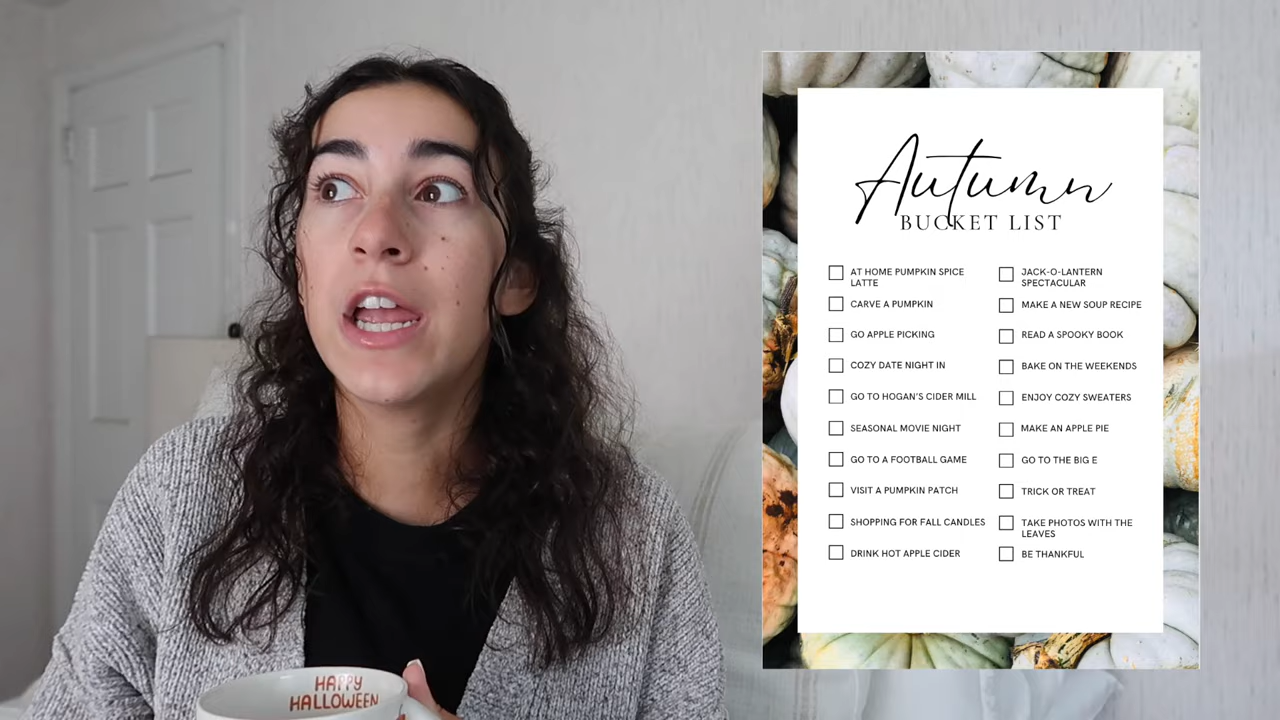 Autumn
BUCKET LIST
AT HOME PUMPKIN SPICE
LATTE
CARVE A PUMPKIN
GO APPLE PICKING
COZY DATE NIGHT IN
GO TO HOGAN'S CIDER MILL
SEASONAL MOVIE NIGHT
GO TO A FOOTBALL GAME
VISIT A PUMPKIN PATCH
SHOPPING FOR FALL CANDLES
DRINK HOT APPLE CIDER
JACK-O-LANTERN
SPECTACULAR
MAKE A NEW SOUP RECIPE
READ A SPOOKY BOOK
BAKE ON THE WEEKENDS
ENJOY COZY SWEATERS
MAKE AN APPLE PIE
GO TO THE BIG E
TRICK OR TREAT
TAKE PHOTOS WITH THE
LEAVES
BE THANKFUL
HAPPY
HALLOWEEN